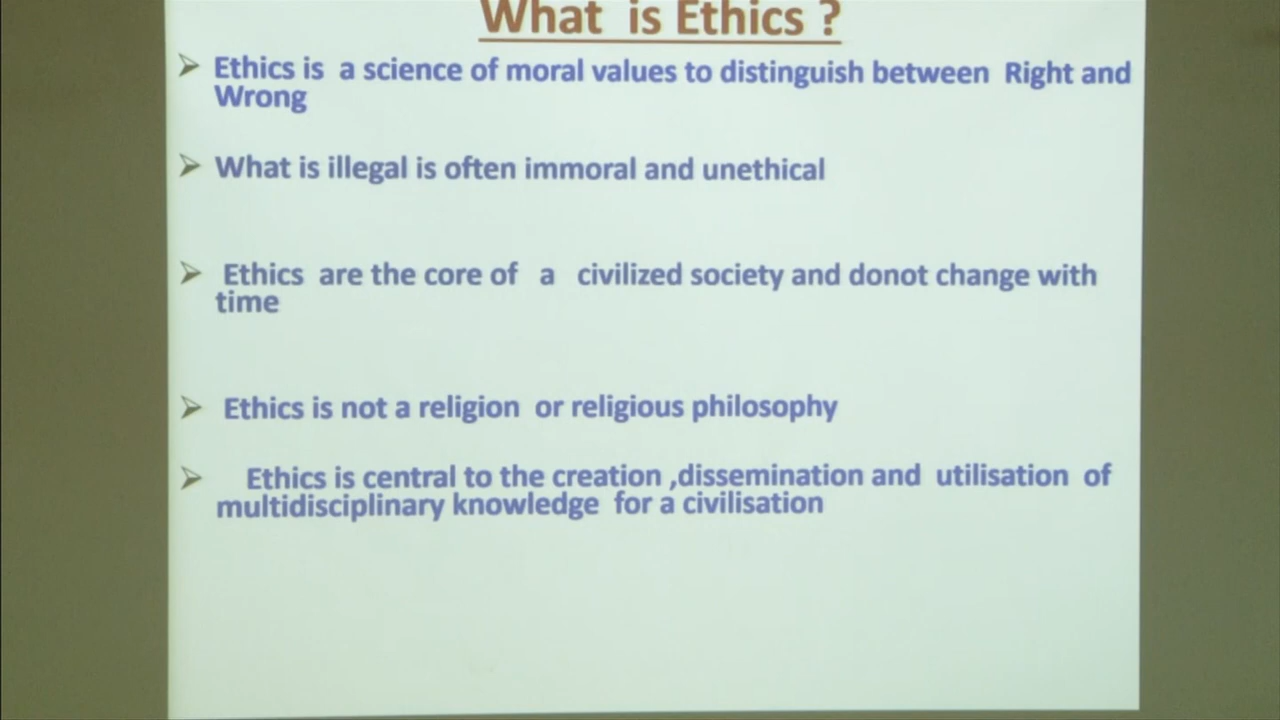 What is Ethics ?
Ethics is a science of moral values to distinguish between Right and
Wrong
What is illegal is often immoral and unethical
Ethics are the core of a civilized society and donot change with
time
Ethics is not a religion or religious philosophy
Ethics is central to the creation ,dissemination and utilisation of
multidisciplinary knowledge for a civilisation